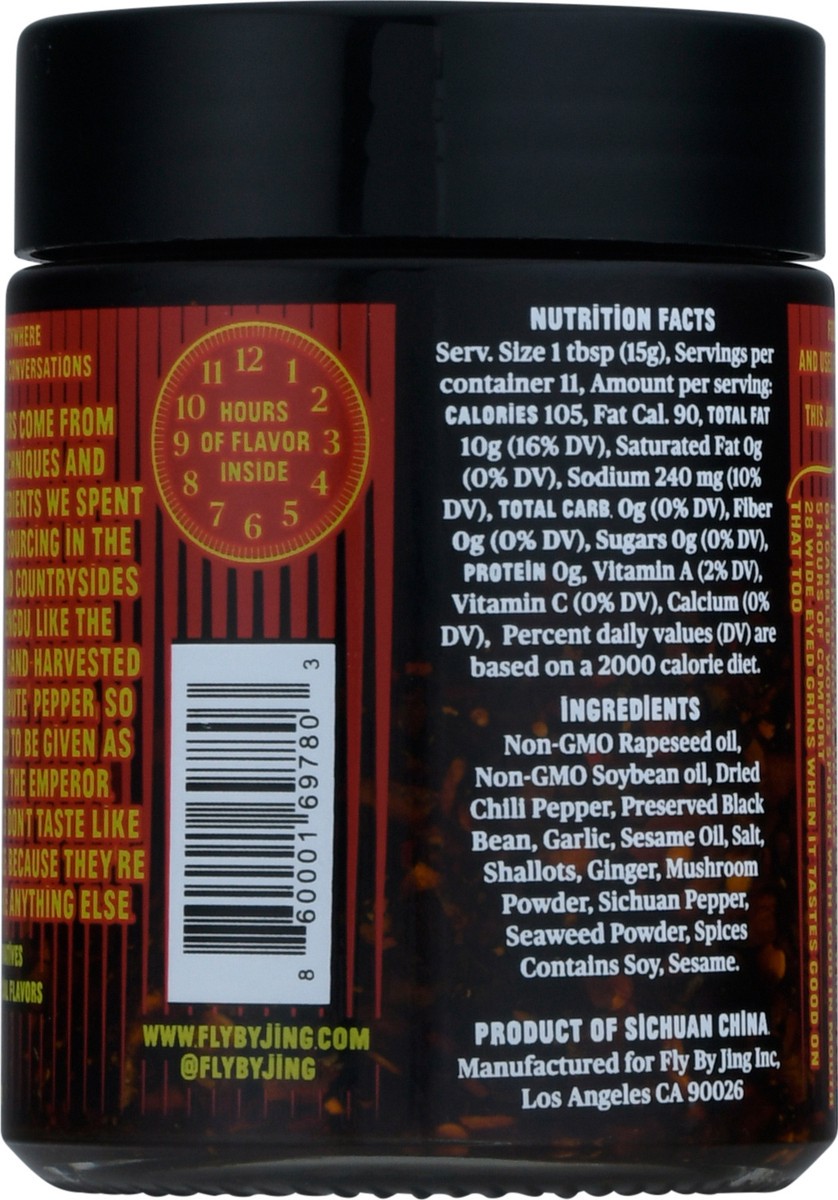 CONVERSATIONS
COME FROM
AND
WE SPENT
IN THE
COUNTRYSIDES
LIKE THE
HAND-HARVESTED
PEPPER, SO
TO BE GIVEN AS
THE EMPEROR.
DON'T TASTE LiKE
BECAUSE THEY'RE
ANYTHING ELSE.
FLAVORS
12
11
1
10
2
9
3
8
4
7
5
6
HOURS
OF FLAVOR
INSIDE
8 60001 69780 3
WWW.FLYBYJiNG.COM
@FLYBYJiNG
NUTRiTiON FACTS
Serv. Size 1 tbsp (15g), Servings per
container 11, Amount per serving:
CALORiES 105, Fat Cal. 90, TOTAL FAT
10g (16% DV), Saturated Fat 0g
(0% DV), Sodium 240 mg (10%
DV), TOTAL CARB. 0g (0% DV), Fiber
0g (0% DV), Sugars 0g (0% DV),
PROTEiN 0g, Vitamin A (2% DV),
Vitamin C (0% DV), Calcium (0%
DV), Percent daily values (DV) are
based on a 2000 calorie diet.
iNGREDiENTS
Non-GMO Rapeseed oil,
Non-GMO Soybean oil, Dried
Chili Pepper, Preserved Black
Bean, Garlic, Sesame Oil, Salt,
Shallots, Ginger, Mushroom
Powder, Sichuan Pepper,
Seaweed Powder, Spices
Contains Soy, Sesame.
PRODUCT OF SiCHUAN CHiNA
Manufactured for Fly By Jing Inc,
Los Angeles CA 90026
AND
THIS
5 HOURS OF COMFORT
28 WIDE-EYED GRINS WHEN IT TASTES GOOD ON
THAT TOO